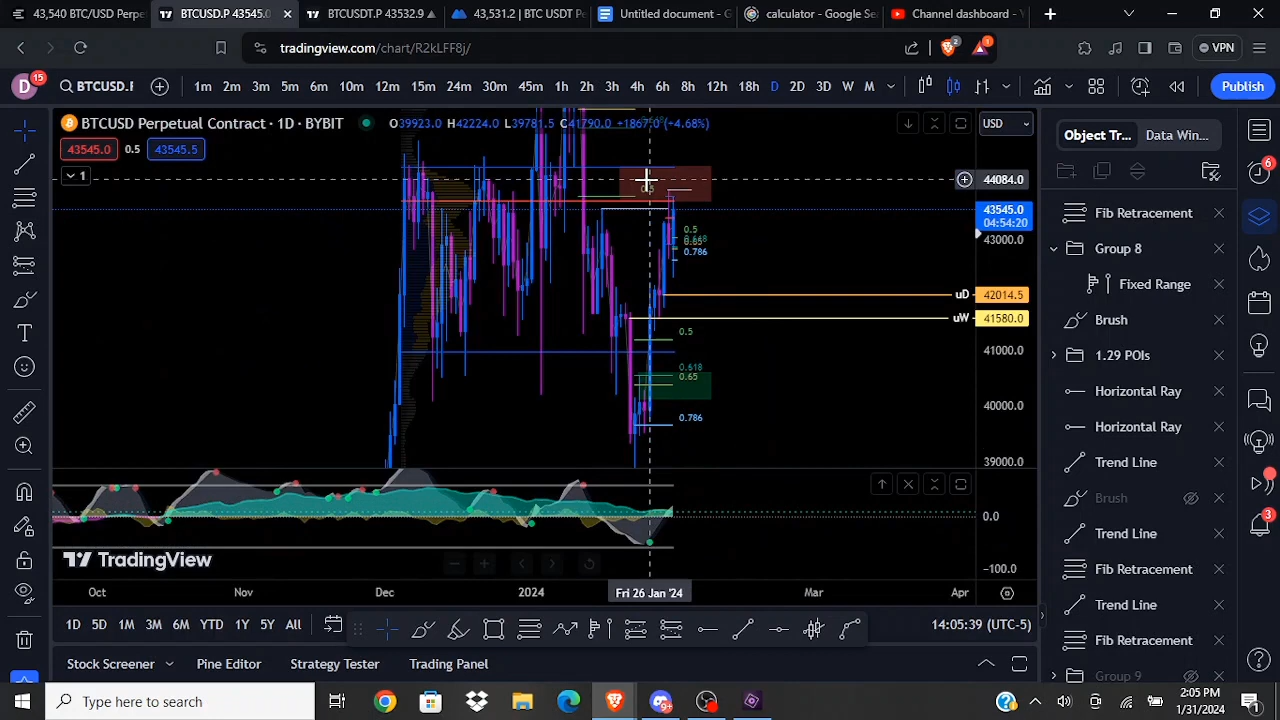 43,540 BTC/USD Perpe
BTCUSD.P 43545.0
BTCUSDT.P 43532.9
43,531.2 | BTC USDT Pe
Untitled document - G
calculator - Google Se
Channel dashboard - Y
tradingview.com/chart/R2kLFF8j/
2
1
VPN
D
15
BTCUSD.P
1m 2m 3m 5m 6m 10m 12m 15m 24m 30m 45m 1h 2h 3h 4h 6h 8h 12h 18h D 2D 3D W M
Publish
BTCUSD Perpetual Contract · 1D · BYBIT
O39923.0 H42224.0 L39781.5 C41790.0 +1867.0 (+4.68%)
USD
43545.0
0.5
43545.5
1
44084.0
43545.0
04:54:20
43000.0
uD
42014.5
uW
41580.0
41000.0
40000.0
39000.0
0.5
0.5
0.786
0.5
0.618
0.65
0.786
0.0
−100.0
TradingView
Oct
Nov
Dec
2024
Fri 26 Jan '24
Mar
Apr
1D 5D 1M 3M 6M YTD 1Y 5Y All
14:05:39 (UTC-5)
Stock Screener
Pine Editor
Strategy Tester
Trading Panel
Object Tr...
Data Win...
Fib Retracement
Group 8
Fixed Range
Brush
1.29 POIs
Horizontal Ray
Horizontal Ray
Trend Line
Brush
Trend Line
Fib Retracement
Trend Line
Fib Retracement
Group 9
6
3
Type here to search
2:05 PM
1/31/2024